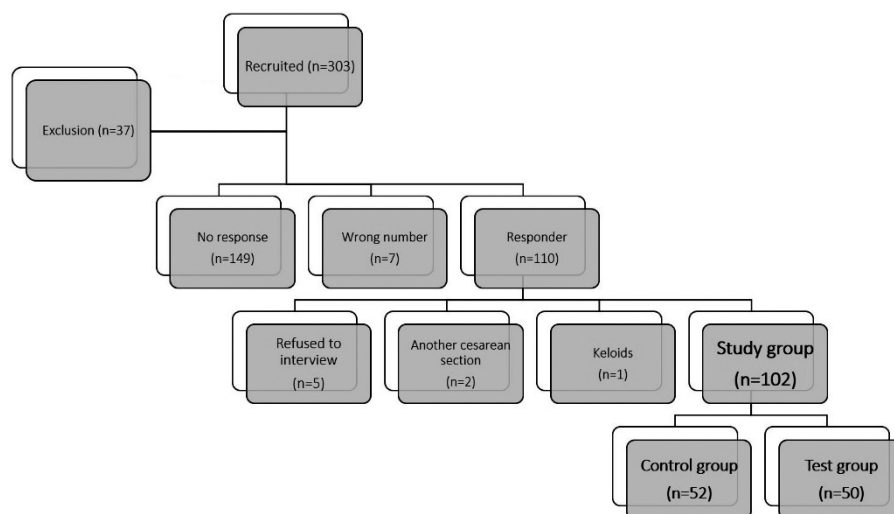 Recruited (n=303)
Exclusion (n=37)
No response
(n=149)
Wrong number
(n=7)
Responder
(n=110)
Refused to
interview
(n=5)
Another cesarean
section
(n=2)
Keloids
(n=1)
Study group
(n=102)
Control group
(n=52)
Test group
(n=50)